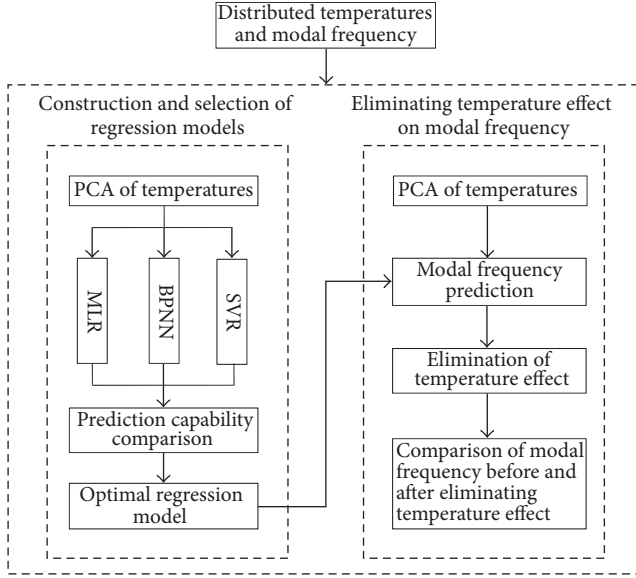 Distributed temperatures
and modal frequency
Construction and selection of
regression models
PCA of temperatures
MLR
BPNN
SVR
Prediction capability
comparison
Optimal regression
model
Eliminating temperature effect
on modal frequency
PCA of temperatures
Modal frequency
prediction
Elimination of
temperature effect
Comparison of modal
frequency before and
after eliminating
temperature effect